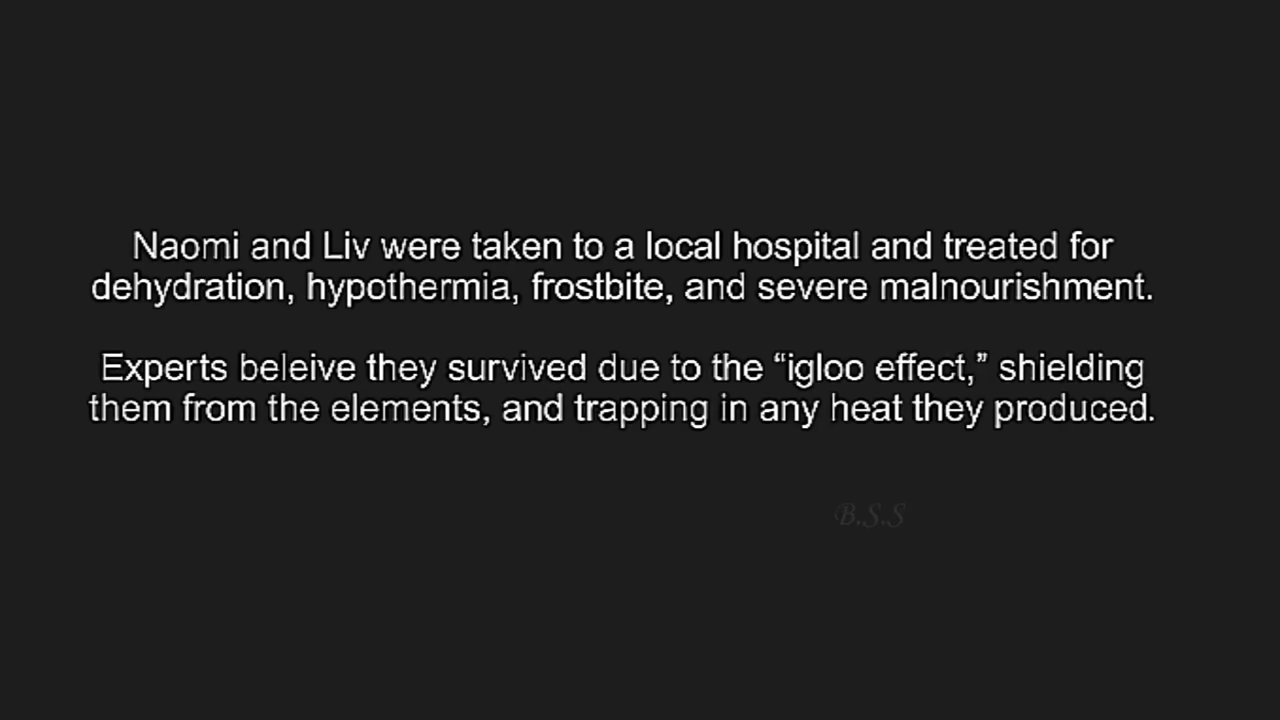 Naomi and Liv were taken to a local hospital and treated for
dehydration, hypothermia, frostbite, and severe malnourishment.
Experts beleive they survived due to the “igloo effect,” shielding
them from the elements, and trapping in any heat they produced.
B.S.S